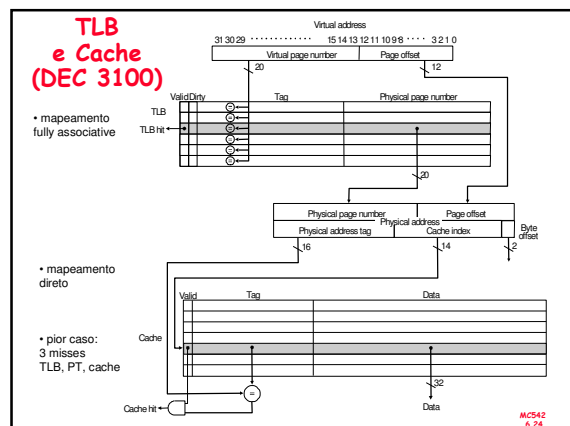 TLB
e Cache
(DEC 3100)
Virtual address
31 30 29 ·················· 15 14 13 12 11 10 9 8 ····· 3 2 1 0
Virtual page number
Page offset
20
12
Valid Dirty
Tag
Physical page number
• mapeamento
fully associative
TLB
TLB hit
=
=
=
=
=
=
20
Physical page number
Page offset
Physical address
Physical address tag
Cache index
Byte
offset
16
14
2
• mapeamento
direto
Valid
Tag
Data
• pior caso:
3 misses
TLB, PT, cache
Cache
32
=
Cache hit
Data
MC542
6.24